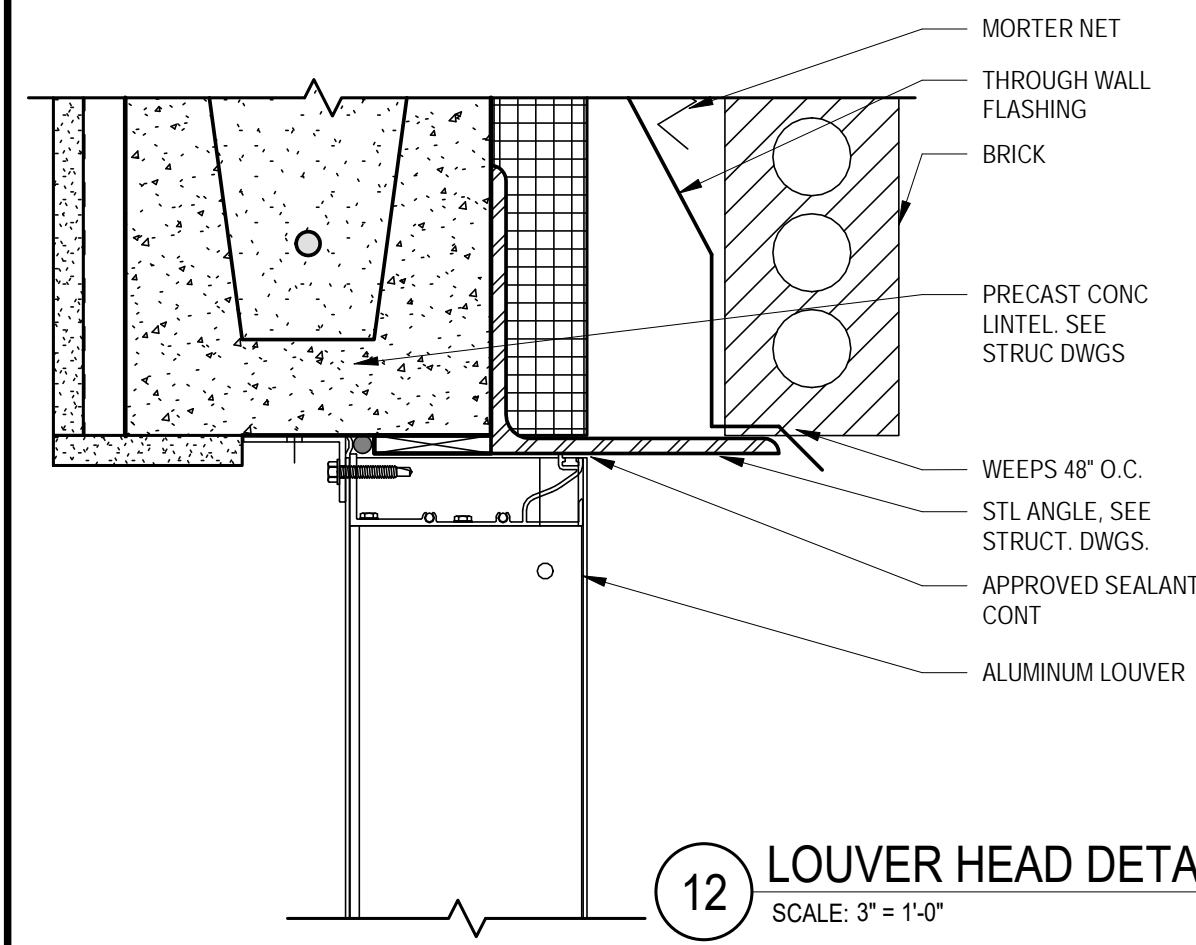 MORTER NET
THROUGH WALL
FLASHING
BRICK
PRECAST CONC
LINTEL. SEE
STRUC DWGS
WEEPS 48" O.C.
STL ANGLE, SEE
STRUCT. DWGS.
APPROVED SEALANT
CONT
ALUMINUM LOUVER
12
LOUVER HEAD DETA
SCALE: 3" = 1'-0"